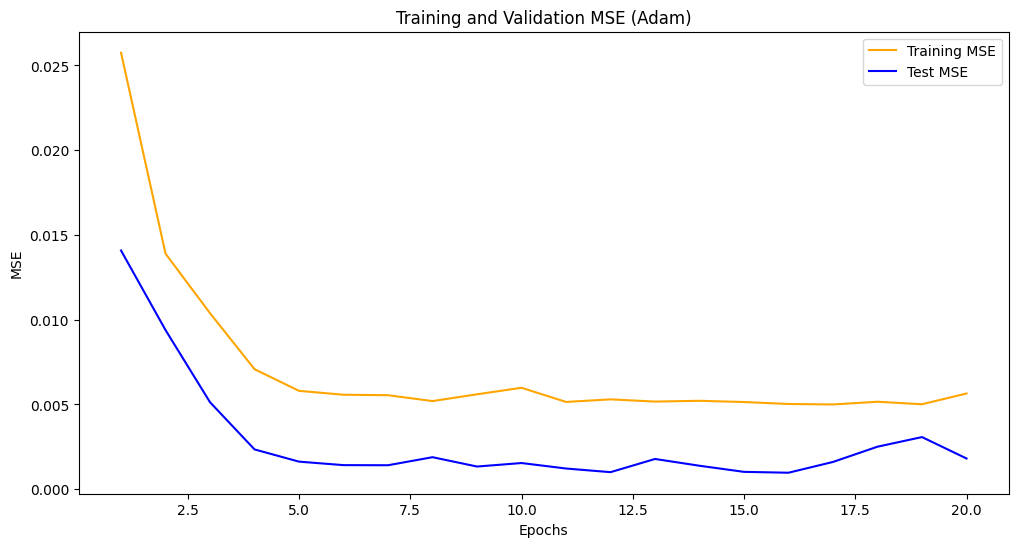 Training and Validation MSE (Adam)
Training MSE
Test MSE
0.025
0.020
0.015
0.010
0.005
0.000
MSE
2.5
5.0
7.5
10.0
12.5
15.0
17.5
20.0
Epochs